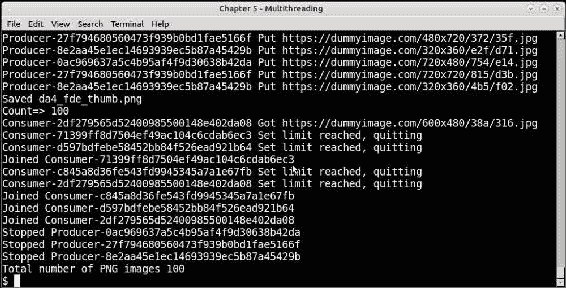 Chapter 5 - Multithreading
File Edit View Search Terminal Help
Producer-27f794680560473f939b0bd1fae5166f Put https://dummyimage.com/480x720/372/35f.jpg
Producer-8e2aa45e1ec14693939ec5b87a45429b Put https://dummyimage.com/320x360/e2f/d71.jpg
Producer-0ac969637a5c4b95af4f9d30638b42da Put https://dummyimage.com/720x480/754/e14.jpg
Producer-27f794680560473f939b0bd1fae5166f Put https://dummyimage.com/720x720/815/d3b.jpg
Producer-8e2aa45e1ec14693939ec5b87a45429b Put https://dummyimage.com/320x360/4b5/f02.jpg
Saved da4_fde_thumb.png
Count=> 100
Consumer-2df279565d52400985500148e402da08 Got https://dummyimage.com/600x480/38a/316.jpg
Consumer-71399ff8d7504ef49ac104c6cdab6ec3 Set limit reached, quitting
Consumer-d597bdfebe58452bb84f526ead921b64 Set limit reached, quitting
Joined Consumer-71399ff8d7504ef49ac104c6cdab6ec3
Consumer-c845a8d36fe543fd9945345a7a1e67fb Set limit reached, quitting
Consumer-2df279565d52400985500148e402da08 Set limit reached, quitting
Joined Consumer-c845a8d36fe543fd9945345a7a1e67fb
Joined Consumer-d597bdfebe58452bb84f526ead921b64
Joined Consumer-2df279565d52400985500148e402da08
Stopped Producer-0ac969637a5c4b95af4f9d30638b42da
Stopped Producer-27f794680560473f939b0bd1fae5166f
Stopped Producer-8e2aa45e1ec14693939ec5b87a45429b
Total number of PNG images 100
$